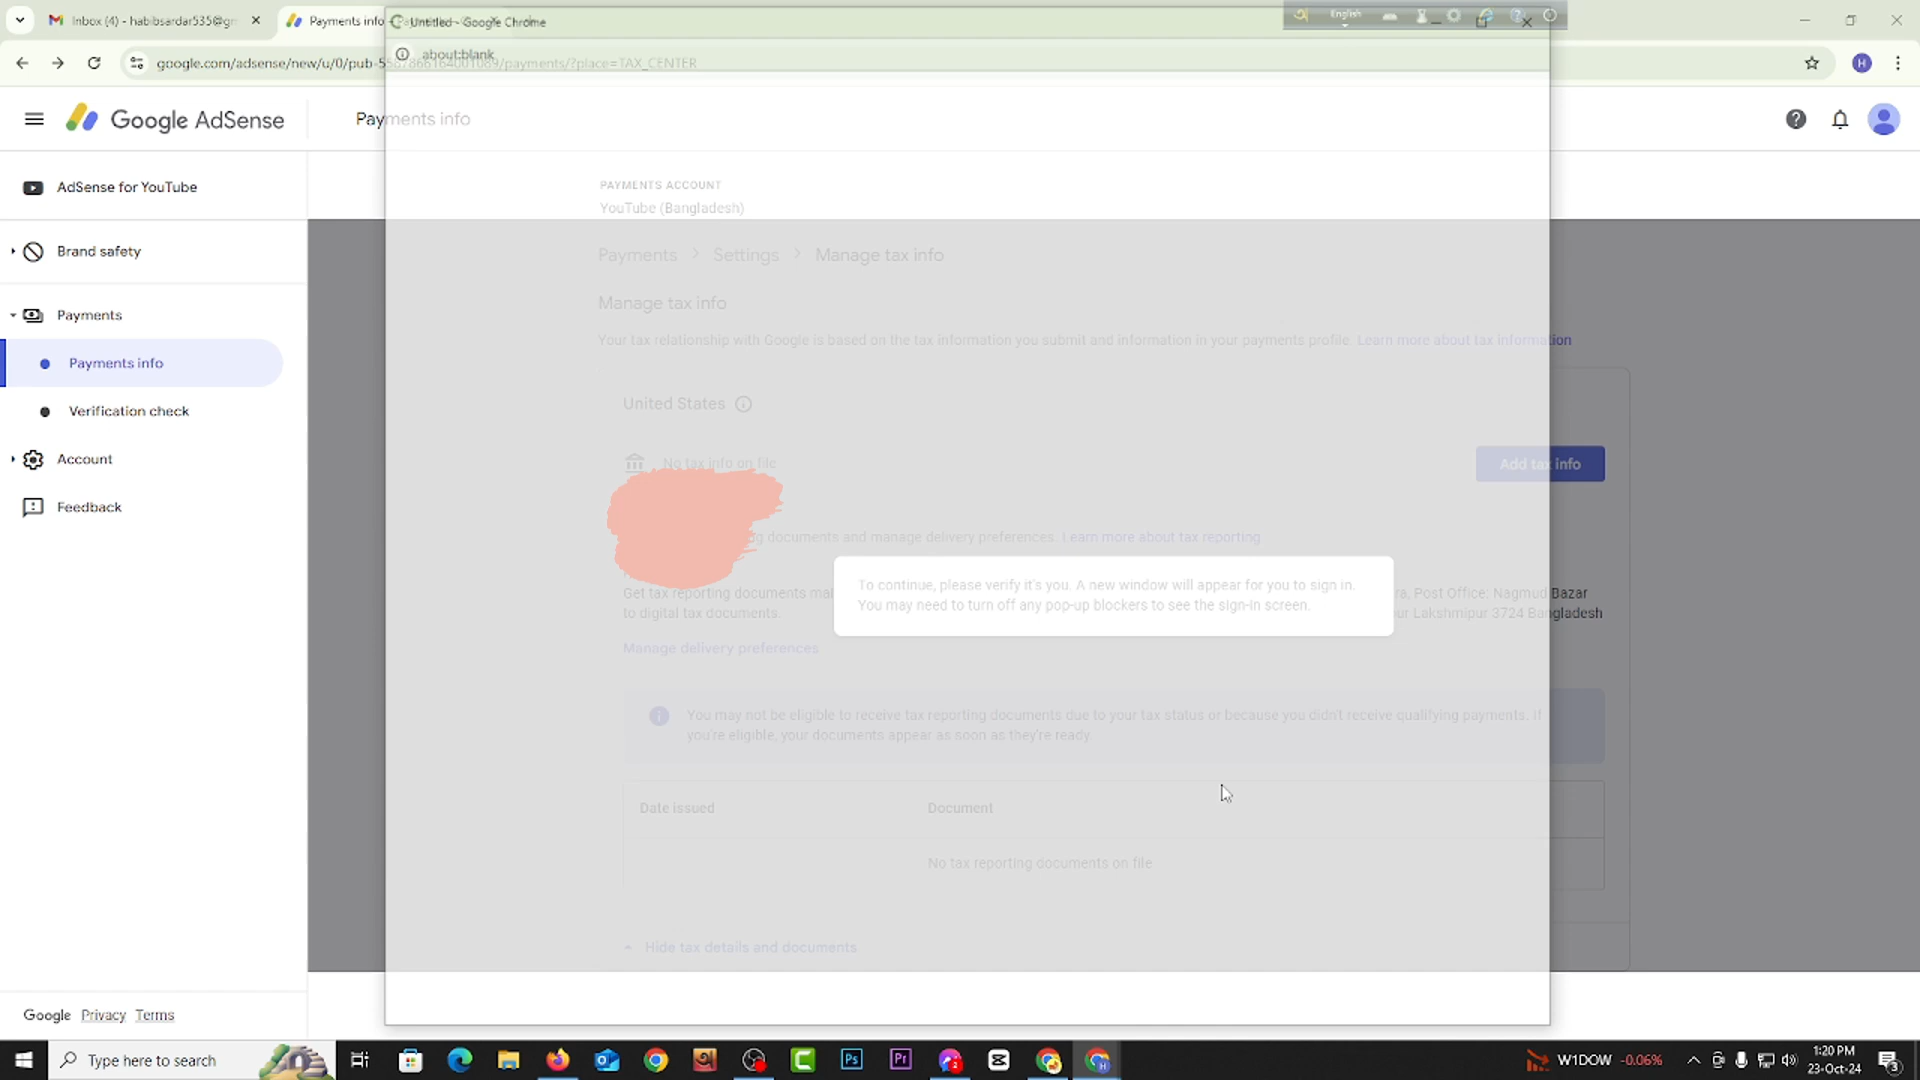 Inbox (4) - habibsardar535@gm
Payments info
Untitled - Google Chrome
English
about:blank
google.com/adsense/new/u/0/pub-5587866164001089/payments/?place=TAX_CENTER
H
Google AdSense
Payments info
AdSense for YouTube
PAYMENTS ACCOUNT
YouTube (Bangladesh)
Brand safety
Payments > Settings > Manage tax info
Manage tax info
Payments
Your tax relationship with Google is based on the tax information you submit and information in your payments profile. Learn more about tax information
Payments info
United States
Verification check
Account
No tax info on file
Add tax info
Feedback
documents and manage delivery preferences. Learn more about tax reporting
To continue, please verify it's you. A new window will appear for you to sign in.
You may need to turn off any pop-up blockers to see the sign-in screen.
Get tax reporting documents mai
to digital tax documents.
ra, Post Office: Nagmud Bazar
ur Lakshmipur 3724 Bangladesh
Manage delivery preferences
You may not be eligible to receive tax reporting documents due to your tax status or because you didn't receive qualifying payments. If
you're eligible, your documents appear as soon as they're ready.
Date issued
Document
No tax reporting documents on file
Hide tax details and documents
Google Privacy Terms
Type here to search
Ps
Pr
W1DOW -0.06%
1:20 PM
23-Oct-24
3